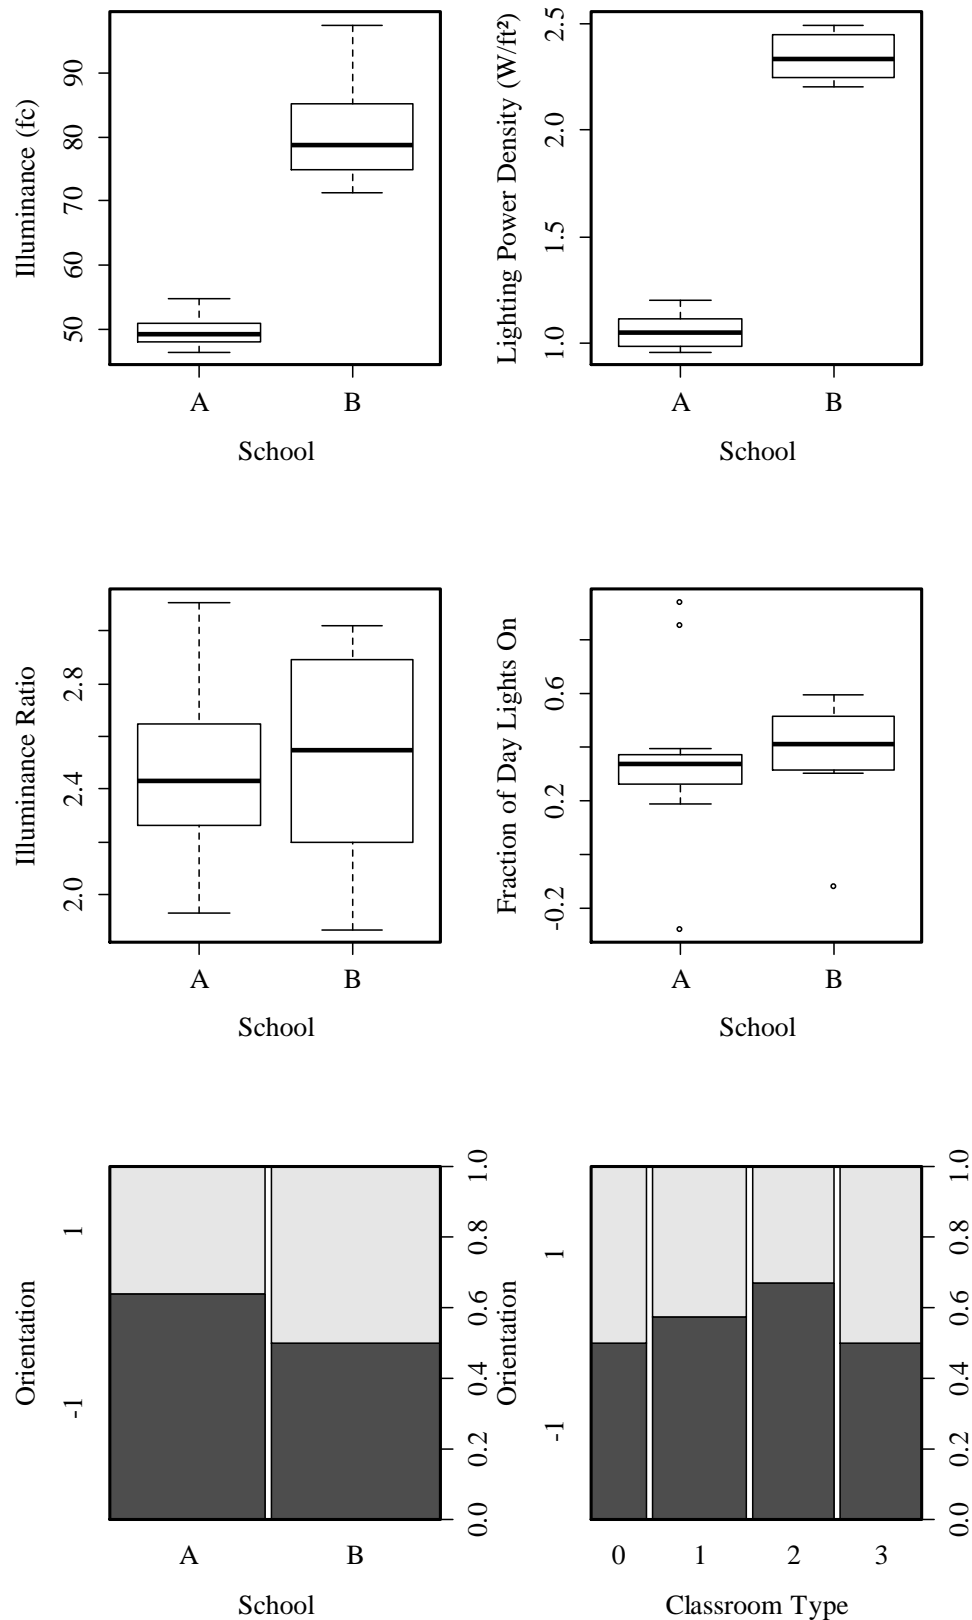 Illuminance (fc)
50 60 70 80 90
A B
School
Lighting Power Density (W/ft²)
1.0 1.5 2.0 2.5
A B
School
Illuminance Ratio
2.0 2.4 2.8
A B
School
Fraction of Day Lights On
-0.2 0.2 0.6
A B
School
Orientation
-1 1
0.0 0.2 0.4 0.6 0.8 1.0
A B
School
Orientation
-1 1
0.0 0.2 0.4 0.6 0.8 1.0
0 1 2 3
Classroom Type